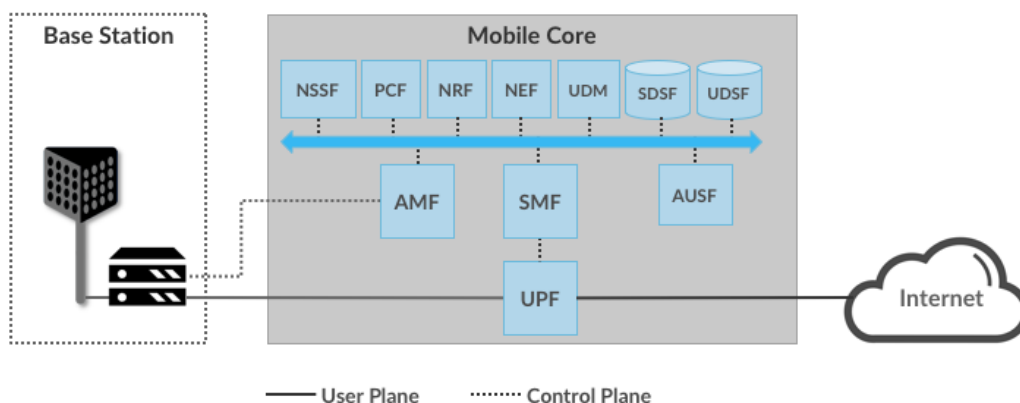 Base Station
Mobile Core
NSSF PCF NRF NEF UDM SDSF UDSF
AMF SMF AUSF
UPF Internet
User Plane Control Plane